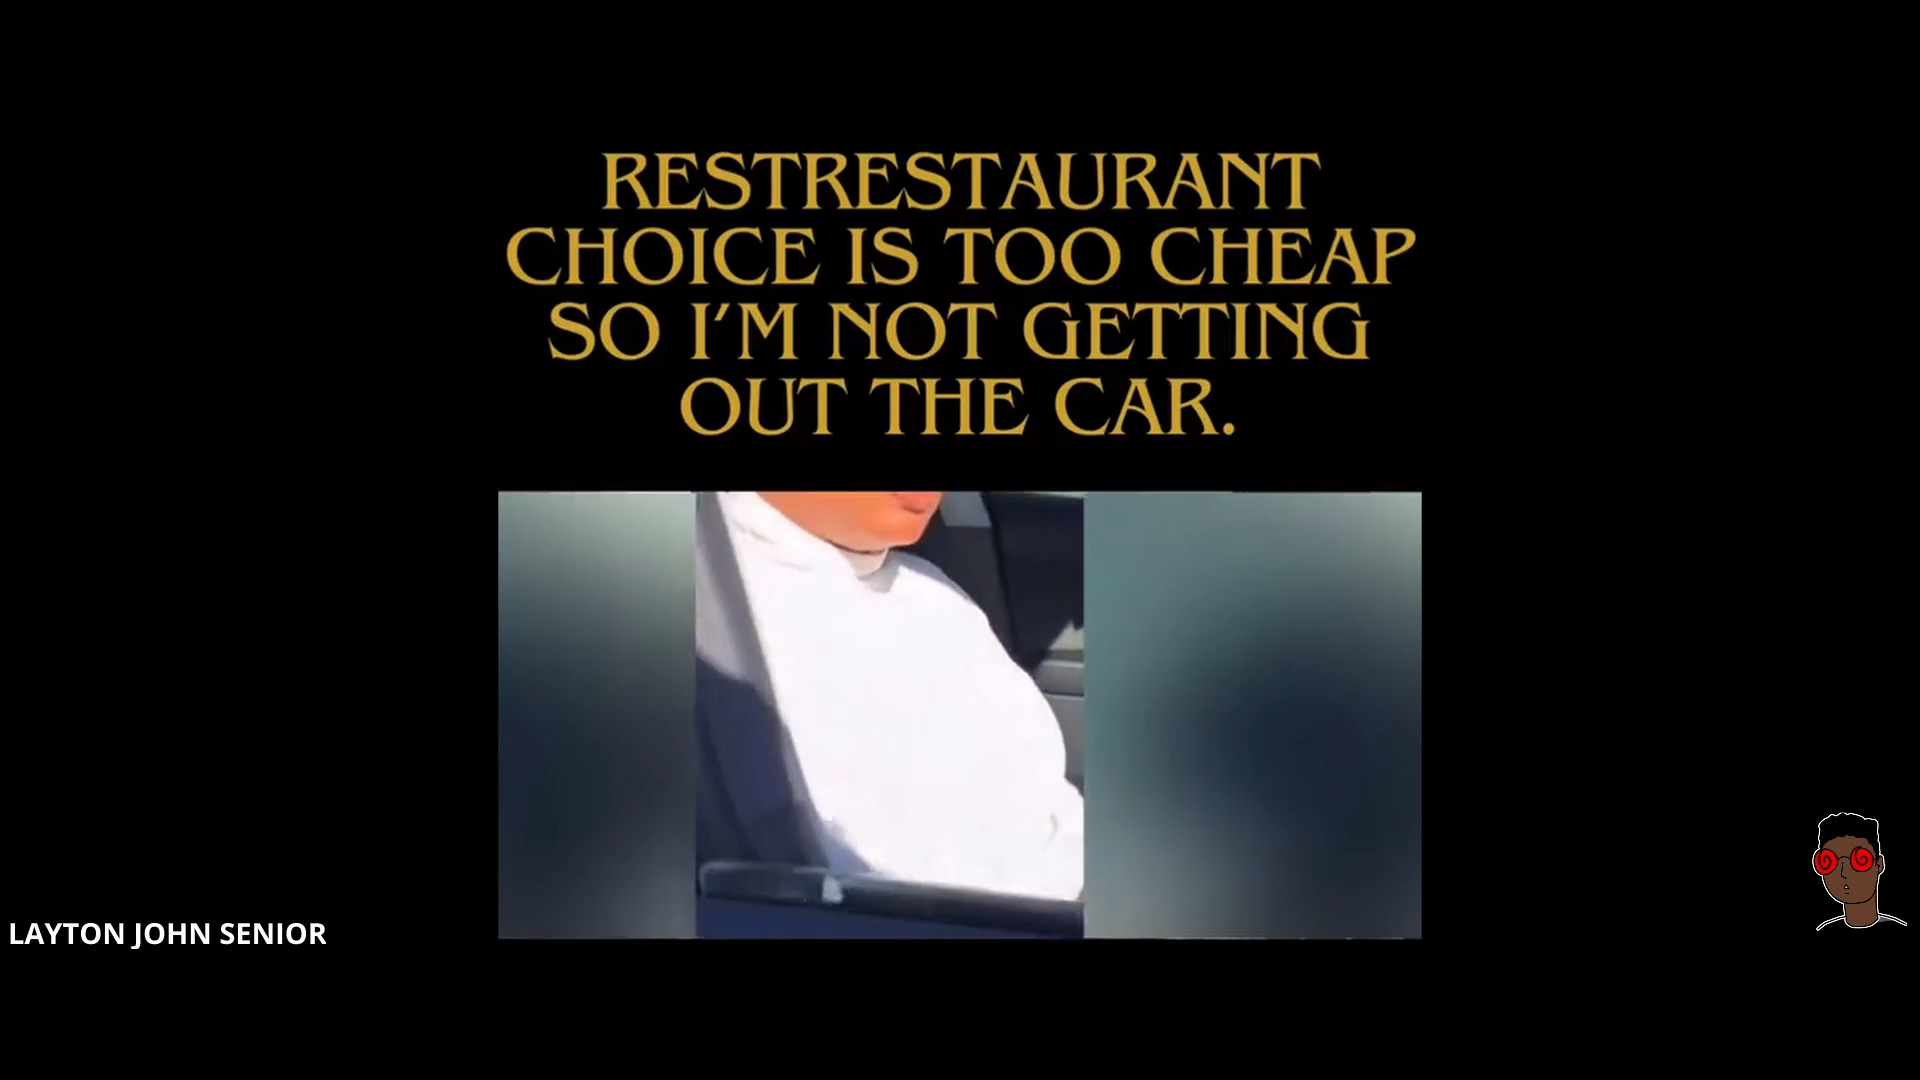 RESTRESTAURANT
CHOICE IS TOO CHEAP
SO I'M NOT GETTING
OUT THE CAR.
LAYTON JOHN SENIOR